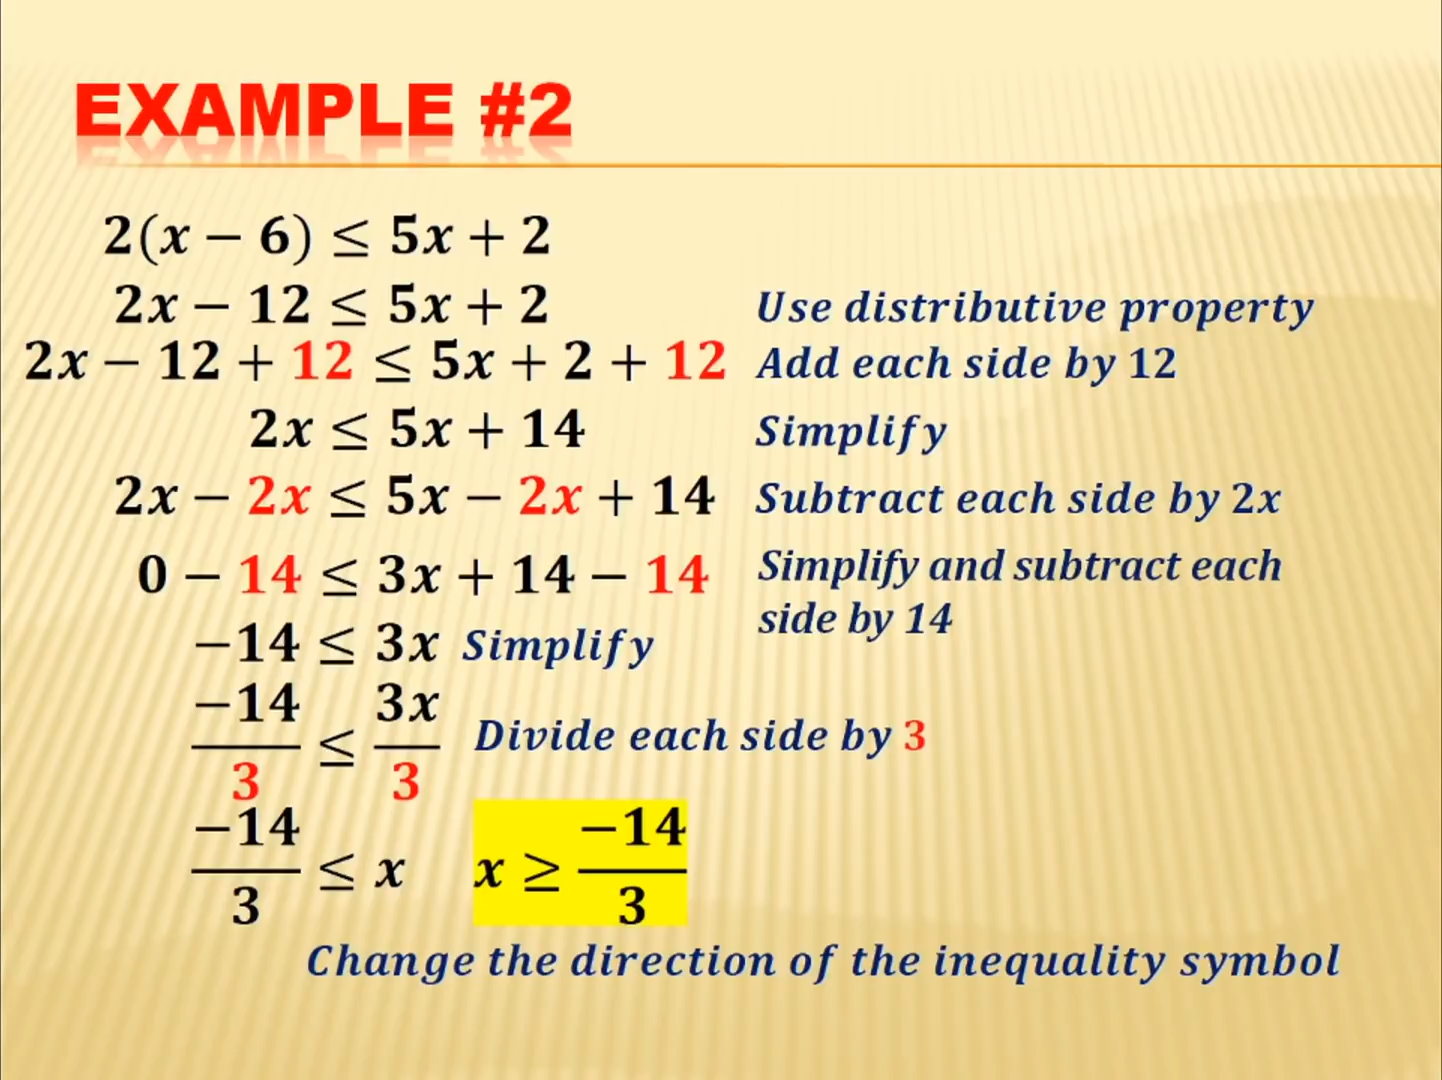 EXAMPLE #2
2(x − 6) ≤ 5x + 2
2x − 12 ≤ 5x + 2 Use distributive property
2x − 12 + 12 ≤ 5x + 2 + 12 Add each side by 12
2x ≤ 5x + 14 Simplify
2x − 2x ≤ 5x − 2x + 14 Subtract each side by 2x
0 − 14 ≤ 3x + 14 − 14 Simplify and subtract each
side by 14
−14 ≤ 3x Simplify
−14/3 ≤ 3x/3 Divide each side by 3
−14/3 ≤ x x ≥ −14/3
Change the direction of the inequality symbol